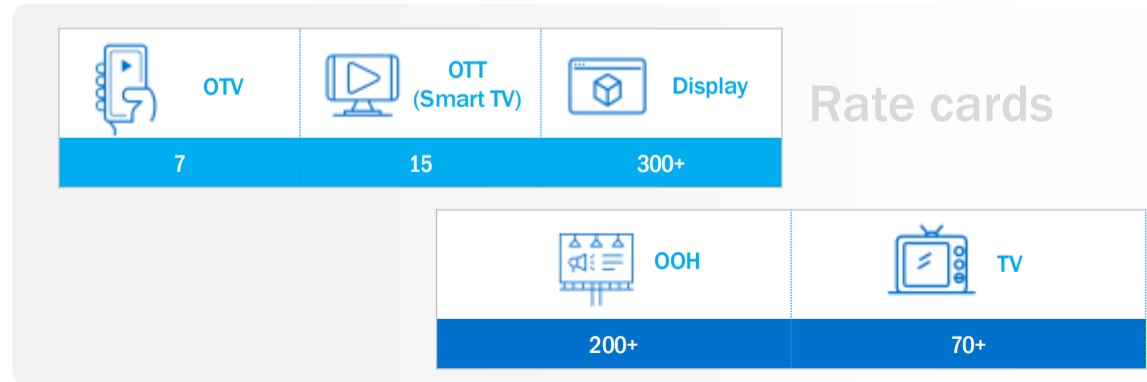 OTV
OTT
(Smart TV)
Display
Rate cards
7
15
300+
OOH
TV
200+
70+